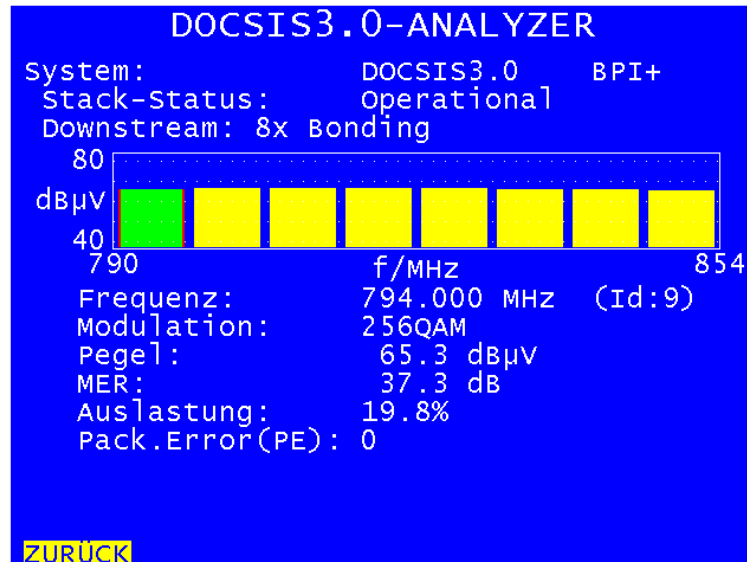 DOCSIS3.0-ANALYZER
System: DOCSIS3.0 BPI+
Stack-Status: Operational
Downstream: 8x Bonding
80
dBµV
40
790 f/MHz 854
Frequenz: 794.000 MHz (Id:9)
Modulation: 256QAM
Pegel: 65.3 dBµV
MER: 37.3 dB
Auslastung: 19.8%
Pack.Error(PE): 0
ZURÜCK